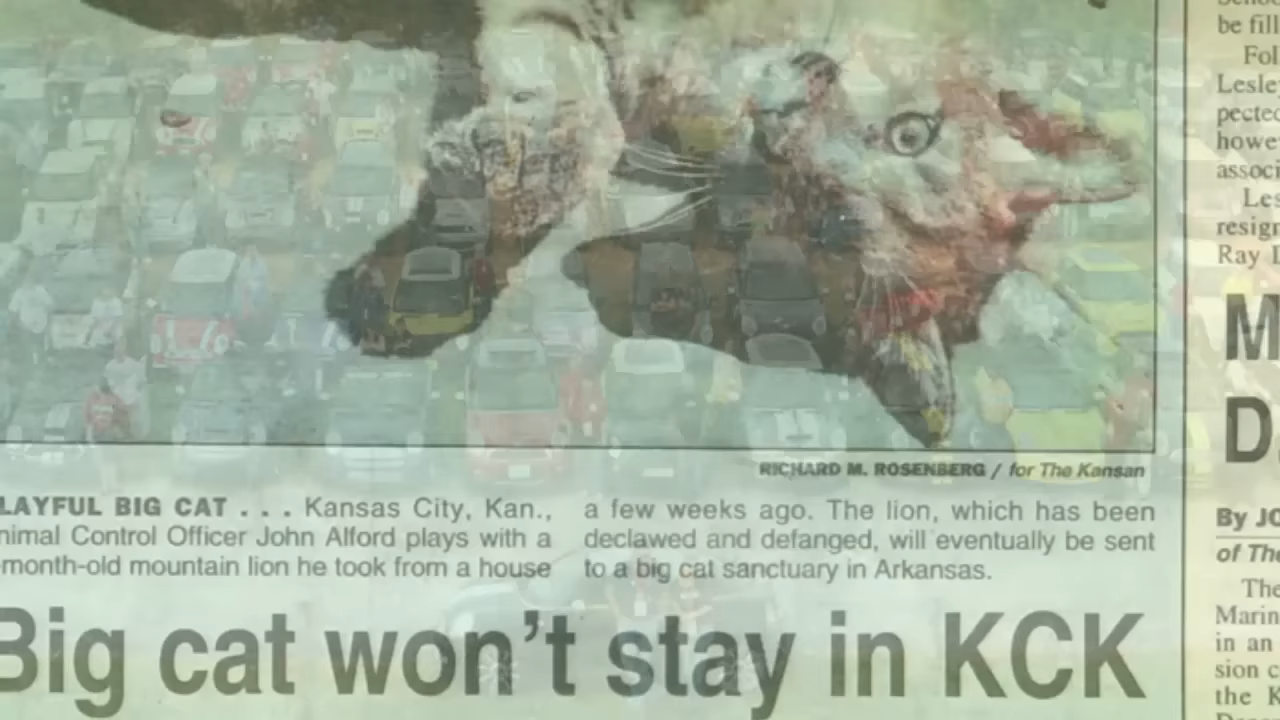 RICHARD M. ROSENBERG / for The Kansan
LAYFUL BIG CAT . . . Kansas City, Kan.,
nimal Control Officer John Alford plays with a
-month-old mountain lion he took from a house
a few weeks ago. The lion, which has been
declawed and defanged, will eventually be sent
to a big cat sanctuary in Arkansas.
Big cat won't stay in KCK
be fill
Fol
Lesley
pected
howev
associ
Les
resign
Ray
M
D
By JO
of The
The
Marin
in an
sion c
the K